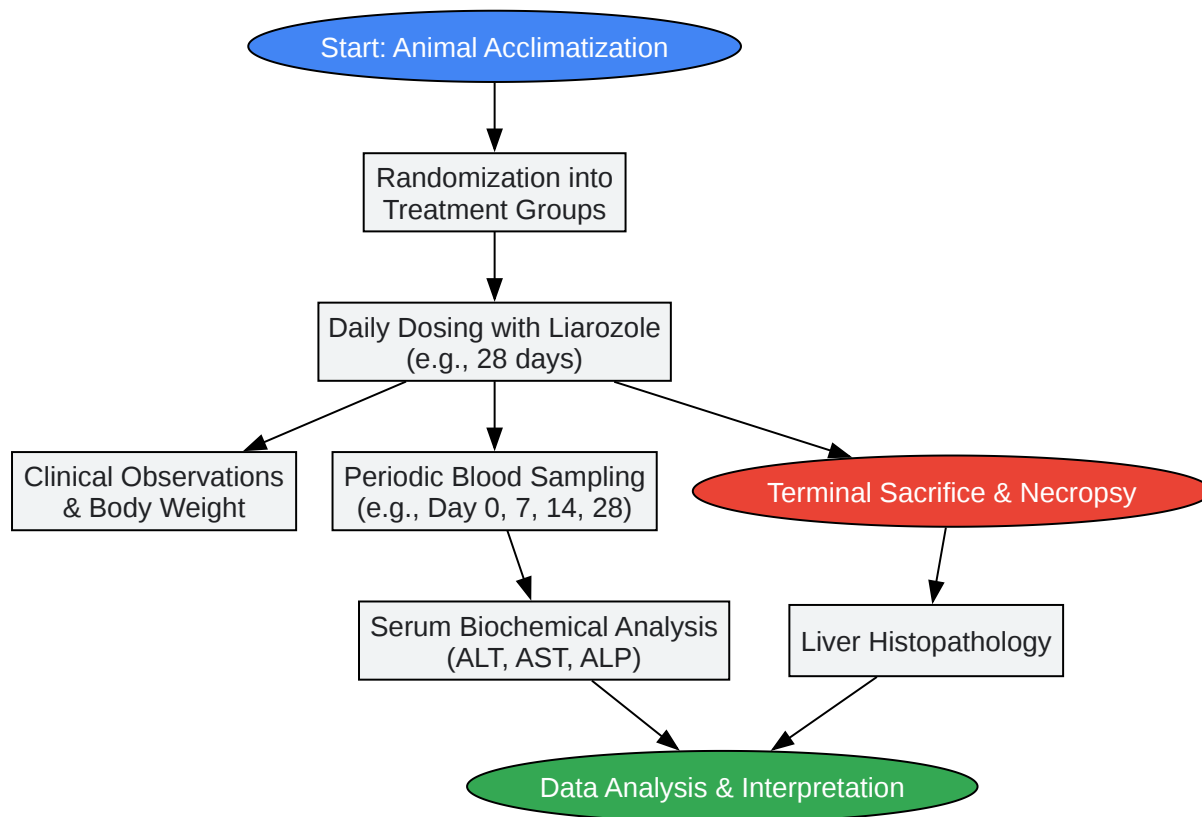 Start: Animal Acclimatization
Randomization into
Treatment Groups
Daily Dosing with Liarozole
(e.g., 28 days)
Clinical Observations
& Body Weight
Periodic Blood Sampling
(e.g., Day 0, 7, 14, 28)
Terminal Sacrifice & Necropsy
Serum Biochemical Analysis
(ALT, AST, ALP)
Liver Histopathology
Data Analysis & Interpretation